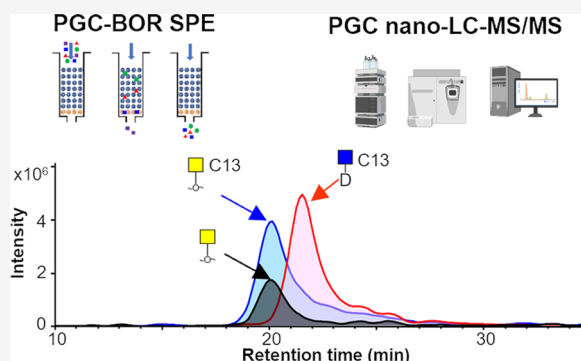 PGC-BOR SPE
PGC nano-LC-MS/MS
x10⁶
C13
C13
D
Intensity
4
2
0
10
20
30
Retention time (min)